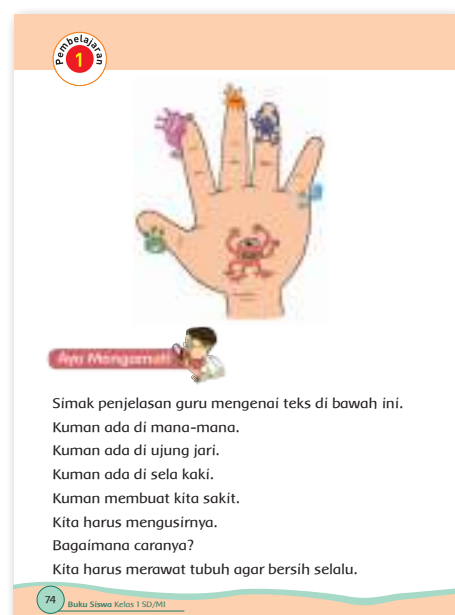 Pembelajaran
1
Ayo Mengamati
Simak penjelasan guru mengenai teks di bawah ini.
Kuman ada di mana-mana.
Kuman ada di ujung jari.
Kuman ada di sela kaki.
Kuman membuat kita sakit.
Kita harus mengusirnya.
Bagaimana caranya?
Kita harus merawat tubuh agar bersih selalu.
74 Buku Siswa Kelas 1 SD/MI